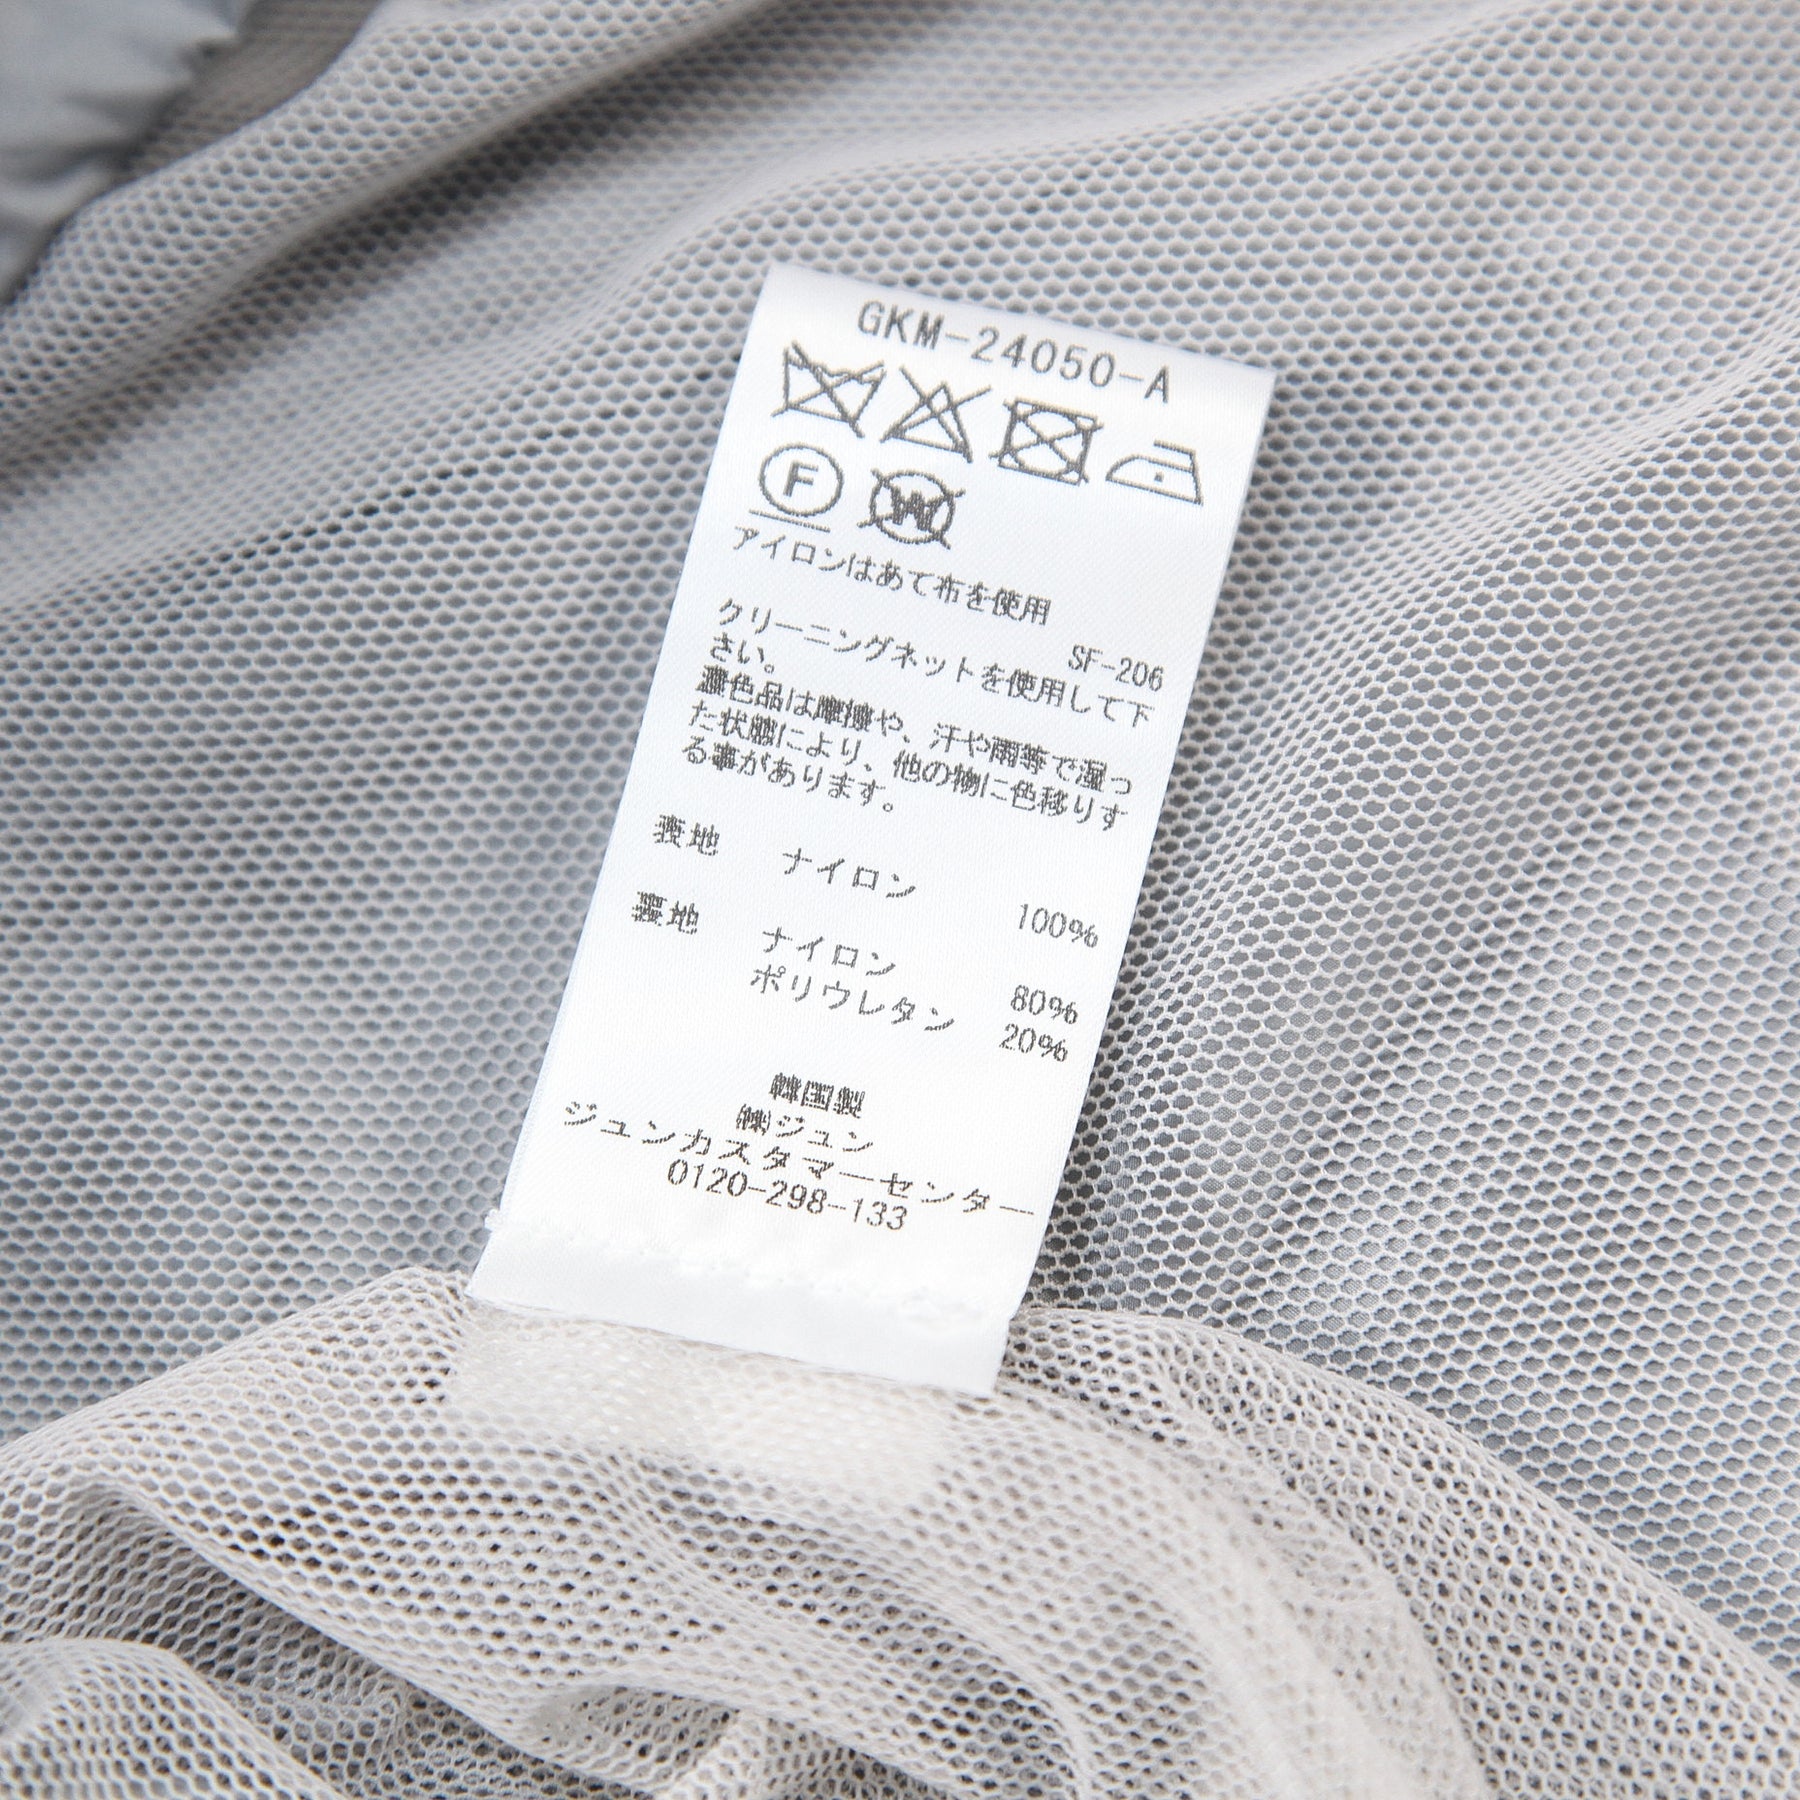 GKM-24050-A
F W
アイロンはあて布を使用
SF-206
クリーニングネットを使用して下
さい。
濃色品は摩擦や、汗や雨等で湿っ
た状態により、他の物に色移りす
る事があります。
表地 ナイロン 100%
裏地 ナイロン 80%
ポリウレタン 20%
韓国製
㈱ジュン
ジュンカスタマーセンター
0120-298-133